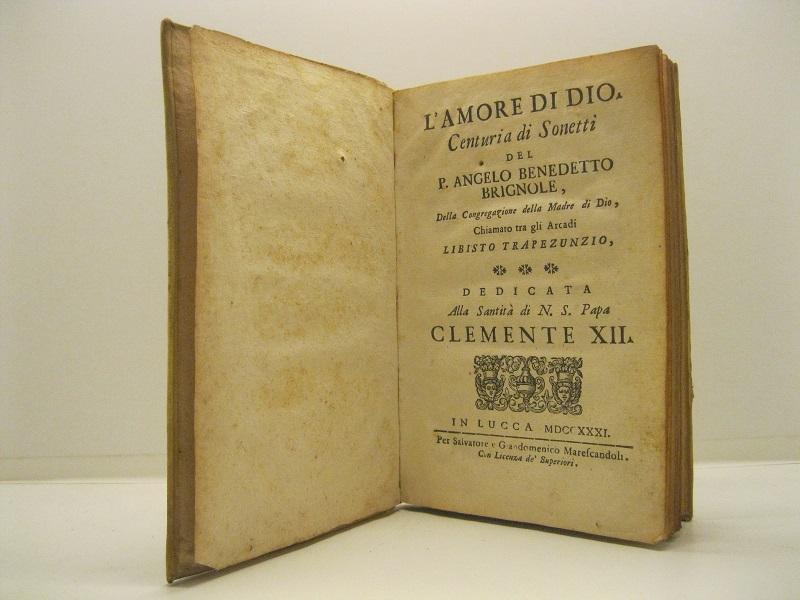 L'AMORE DI DIO.
Centuria di Sonetti
DEL
P. ANGELO BENEDETTO
BRIGNOLE,
Della Congregazione della Madre di Dio,
Chiamato tra gli Arcadi
LIBISTO TRAPEZUNZIO,
DEDICATA
Alla Santità di N. S. Papa
CLEMENTE XII.
IN LUCCA MDCCXXXI.
Per Salvatore e Giandomenico Marescandoli.
Con Licenza de' Superiori.